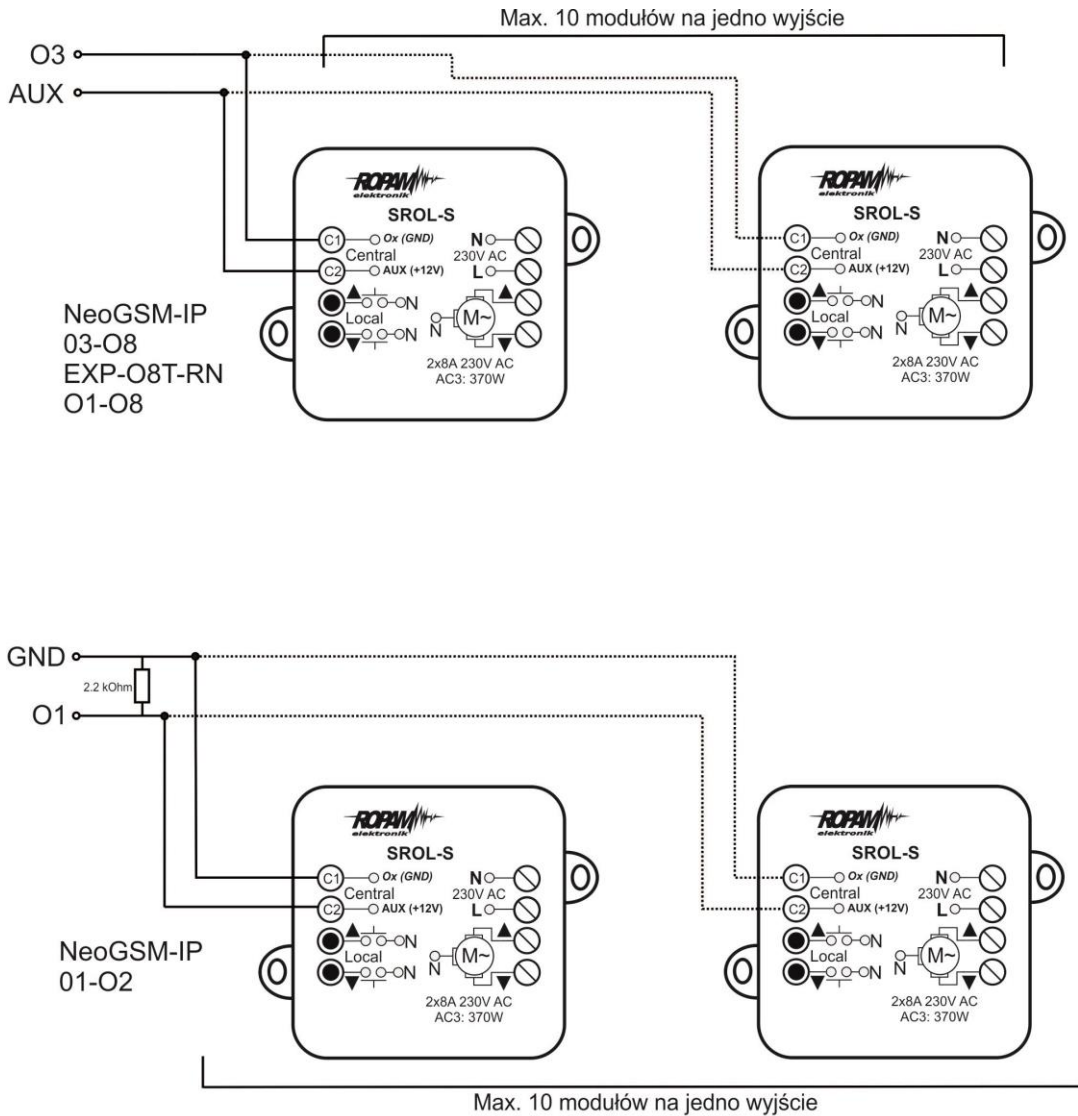 Max. 10 modułów na jedno wyjście
O3
AUX
ROPAM
elektronik
SROL-S
C1 Ox (GND) N
Central 230V AC
C2 AUX (+12V) L
N
Local M~
N N
2x8A 230V AC
AC3: 370W
ROPAM
elektronik
SROL-S
C1 Ox (GND) N
Central 230V AC
C2 AUX (+12V) L
N
Local M~
N N
2x8A 230V AC
AC3: 370W
NeoGSM-IP
03-O8
EXP-O8T-RN
O1-O8
GND
2.2 kOhm
O1
ROPAM
elektronik
SROL-S
C1 Ox (GND) N
Central 230V AC
C2 AUX (+12V) L
N
Local M~
N N
2x8A 230V AC
AC3: 370W
ROPAM
elektronik
SROL-S
C1 Ox (GND) N
Central 230V AC
C2 AUX (+12V) L
N
Local M~
N N
2x8A 230V AC
AC3: 370W
NeoGSM-IP
01-O2
Max. 10 modułów na jedno wyjście